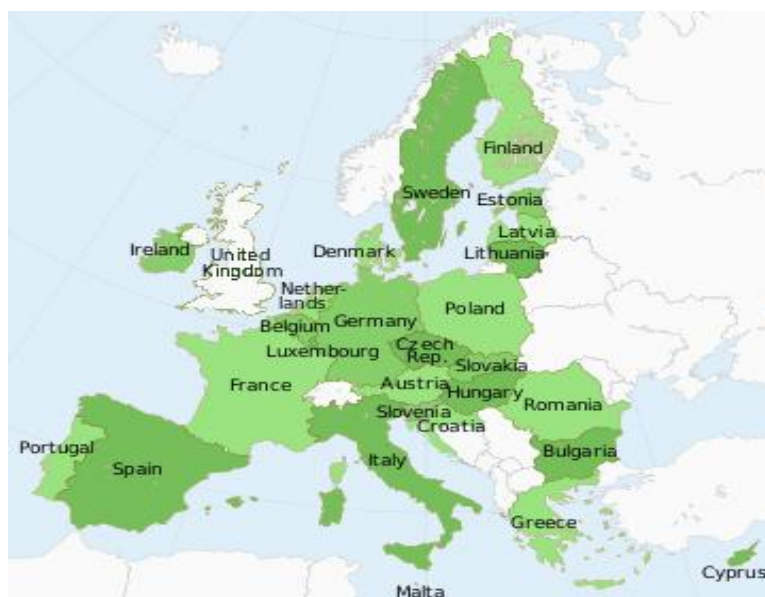 Finland
Sweden
Estonia
Latvia
Lithuania
Ireland
United
Kingdom
Denmark
Nether-
lands
Belgium
Germany
Poland
Luxembourg
Czech
Rep.
Slovakia
France
Austria
Hungary
Slovenia
Romania
Croatia
Portugal
Spain
Italy
Bulgaria
Greece
Cyprus
Malta